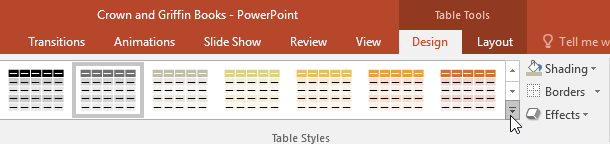 Crown and Griffin Books - PowerPoint
Table Tools
Transitions Animations Slide Show Review View Design Layout Tell me w
Shading
Borders
Effects
Table Styles